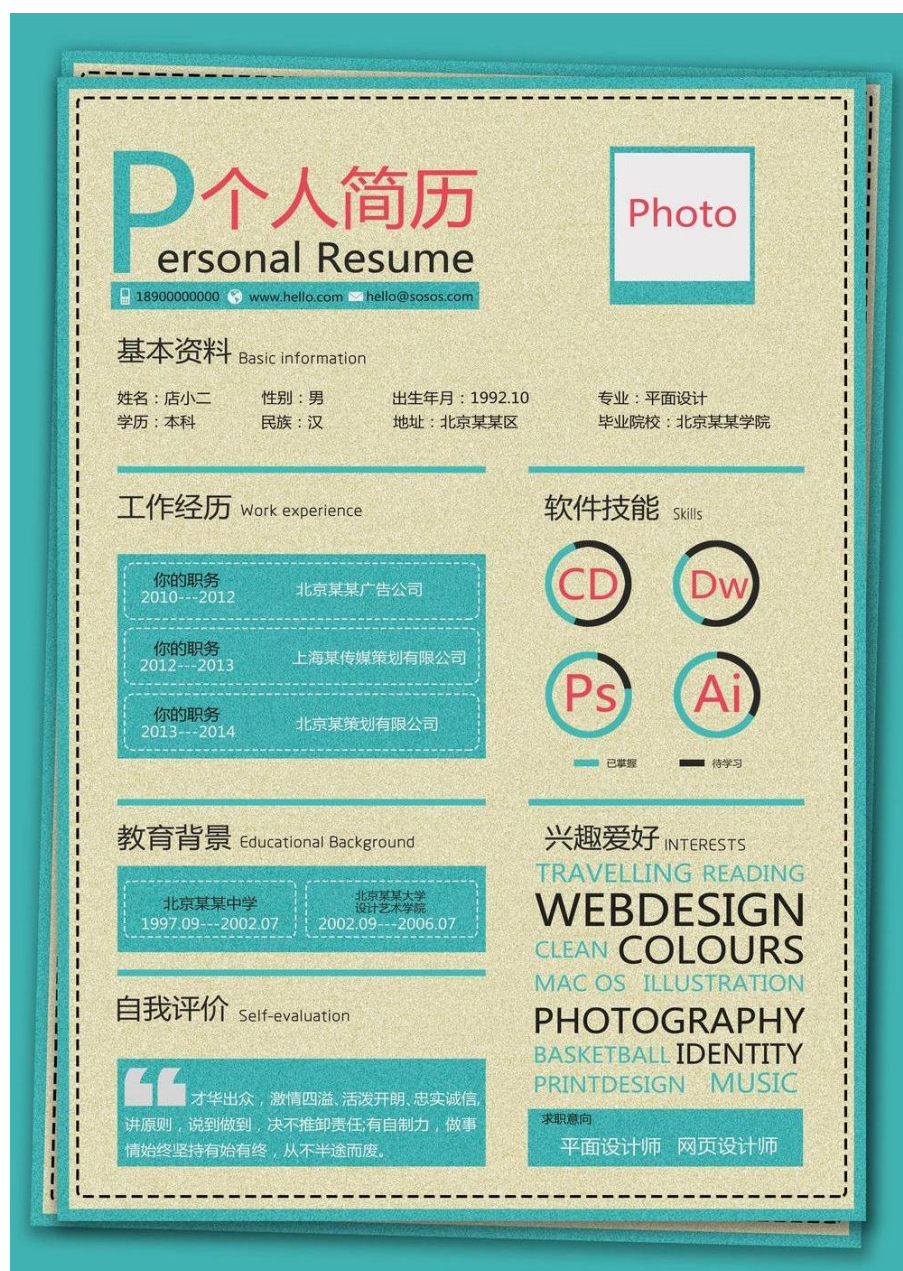 P个人简历
ersonal Resume
Photo
18900000000 www.hello.com hello@sosos.com
基本资料 Basic information
姓名：店小二 性别：男 出生年月：1992.10 专业：平面设计
学历：本科 民族：汉 地址：北京某某区 毕业院校：北京某某学院
工作经历 Work experience
你的职务
2010---2012 北京某某广告公司
你的职务
2012---2013 上海某传媒策划有限公司
你的职务
2013---2014 北京某策划有限公司
软件技能 Skills
CD Dw
Ps Ai
已掌握 待学习
教育背景 Educational Background
北京某某中学
1997.09---2002.07
北京某某大学
设计艺术学院
2002.09---2006.07
自我评价 Self-evaluation
才华出众，激情四溢、活泼开朗、忠实诚信,
讲原则，说到做到，决不推卸责任;有自制力，做事
情始终坚持有始有终，从不半途而废。
兴趣爱好 INTERESTS
TRAVELLING READING
WEBDESIGN
CLEAN COLOURS
MAC OS ILLUSTRATION
PHOTOGRAPHY
BASKETBALL IDENTITY
PRINTDESIGN MUSIC
求职意向
平面设计师 网页设计师